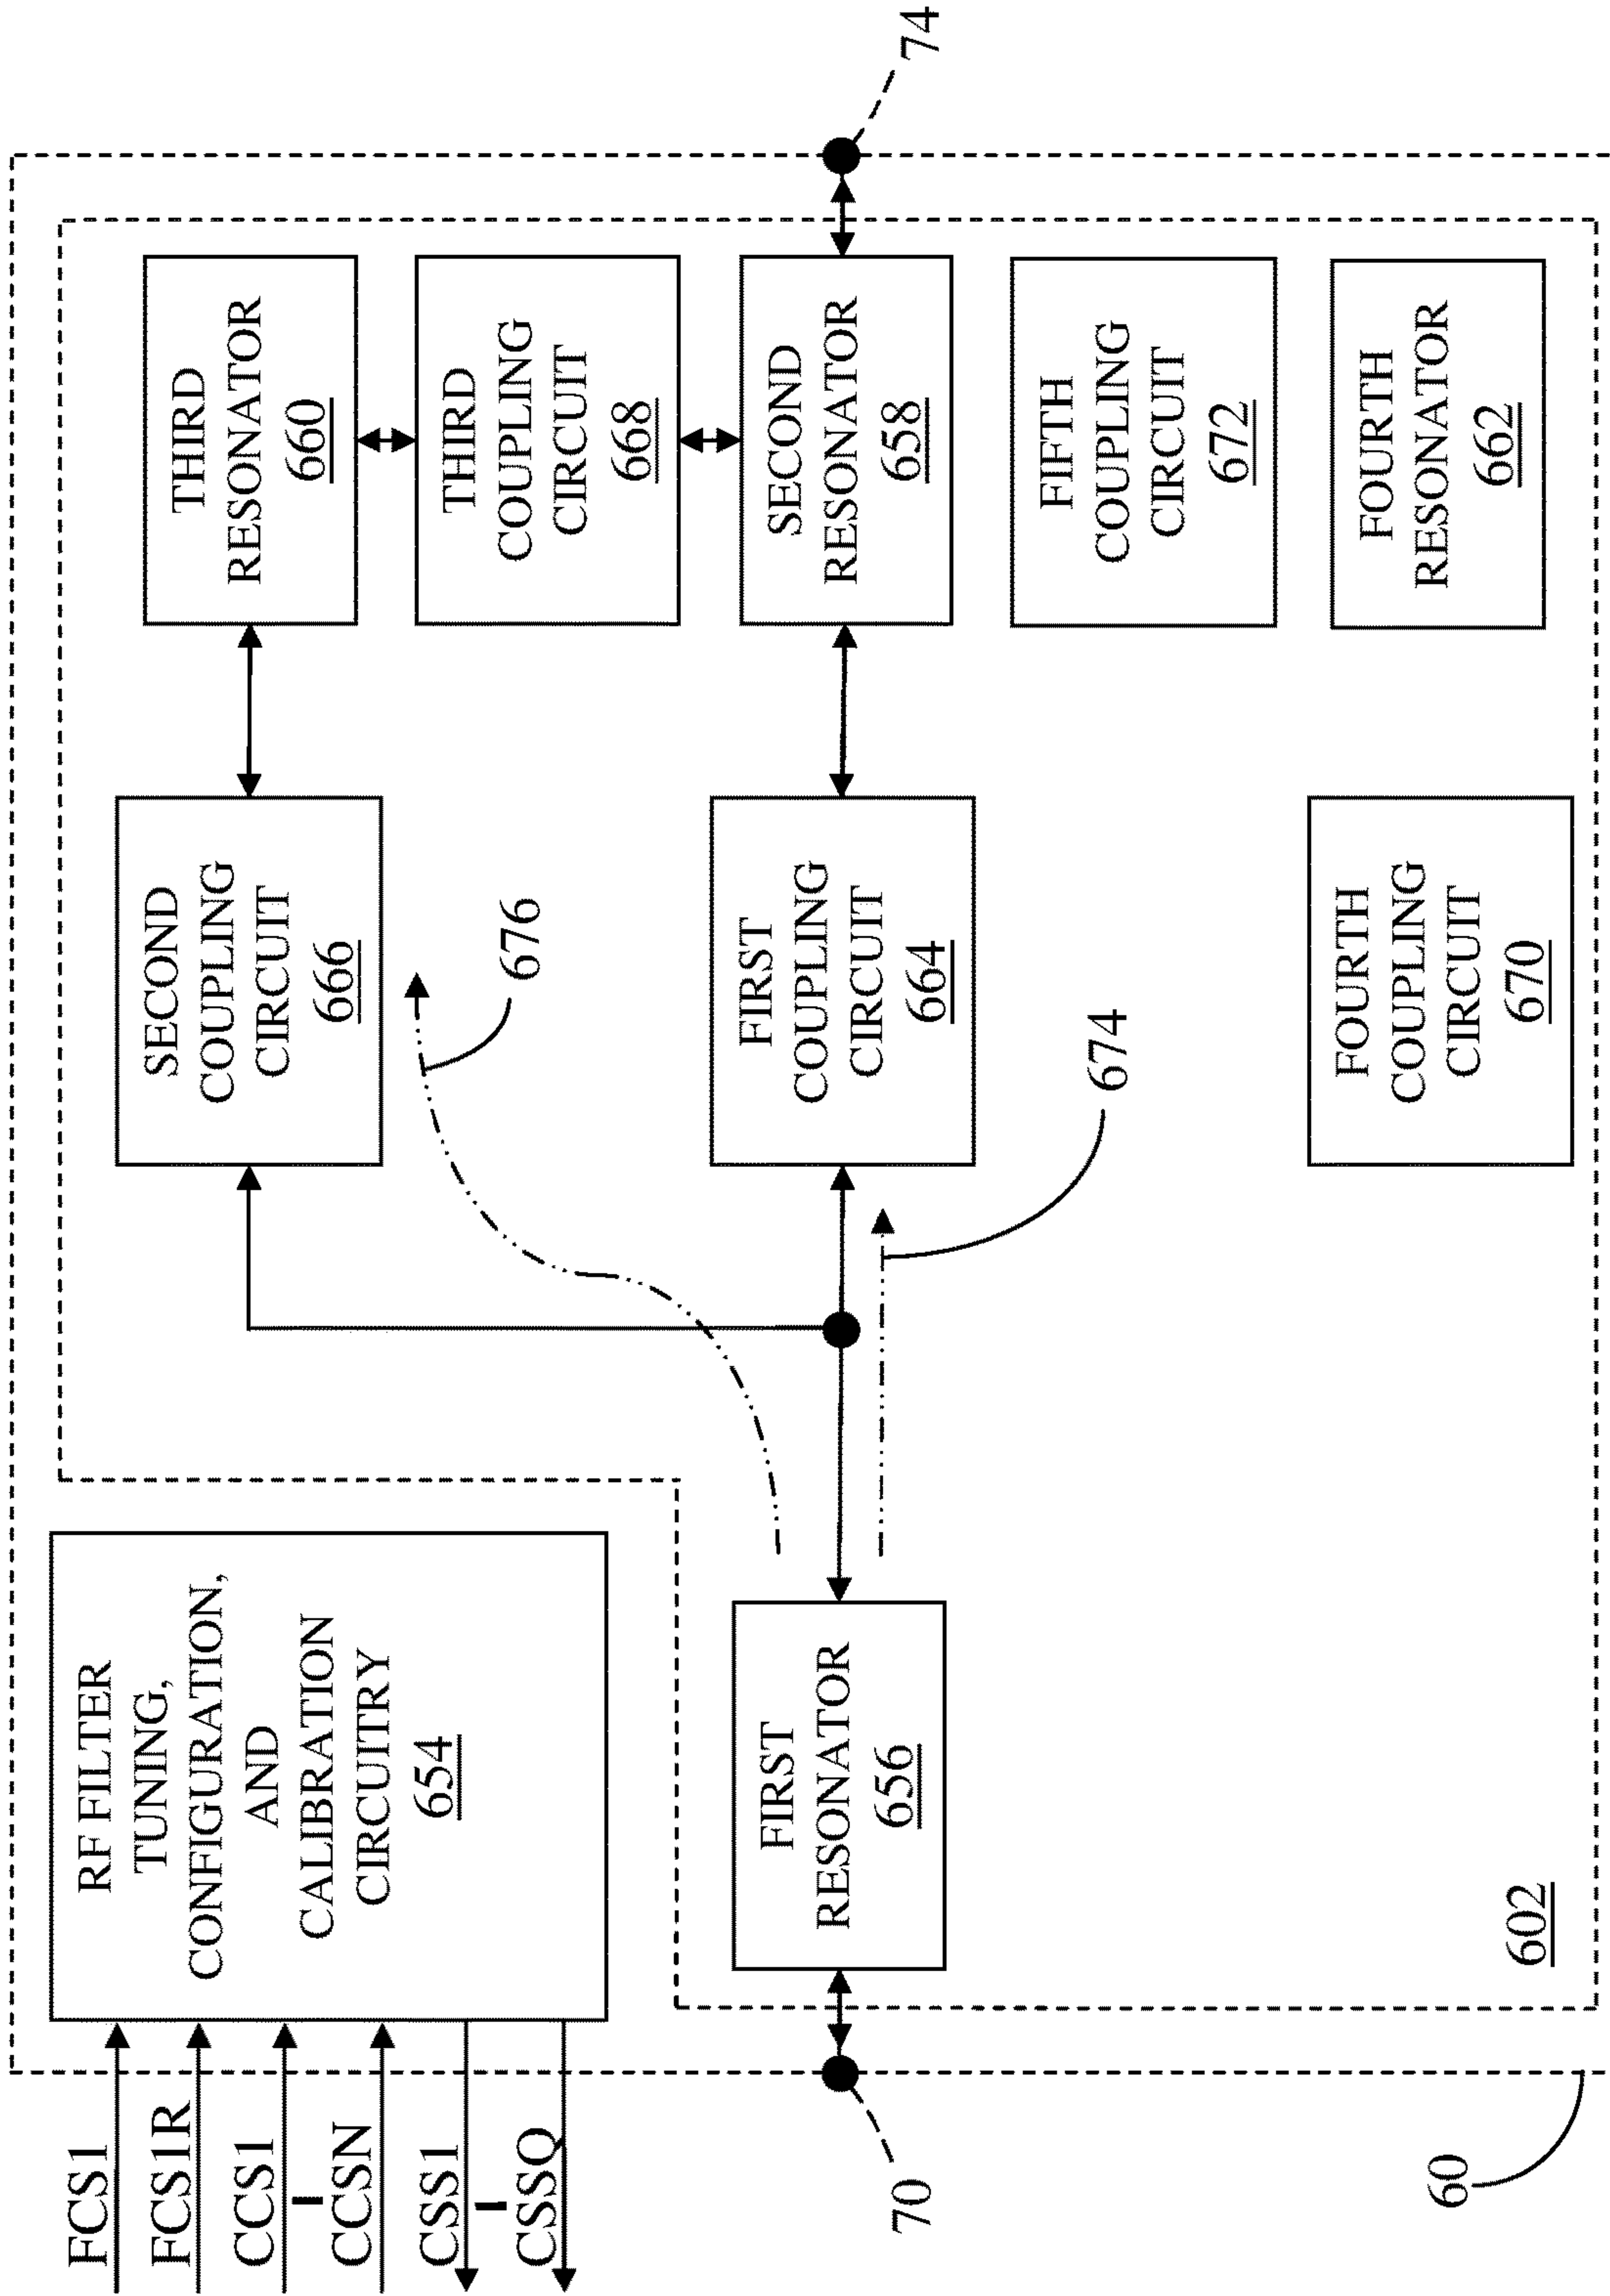 FCS1
FCS1R
CCS1
CCSN
CSS1
CSSQ
RF FILTER
TUNING,
CONFIGURATION,
AND
CALIBRATION
CIRCUITRY
654
SECOND
COUPLING
CIRCUIT
666
THIRD
RESONATOR
660
676
THIRD
COUPLING
CIRCUIT
668
70
FIRST
RESONATOR
656
FIRST
COUPLING
CIRCUIT
664
SECOND
RESONATOR
658
74
674
FIFTH
COUPLING
CIRCUIT
672
FOURTH
COUPLING
CIRCUIT
670
FOURTH
RESONATOR
662
602
60